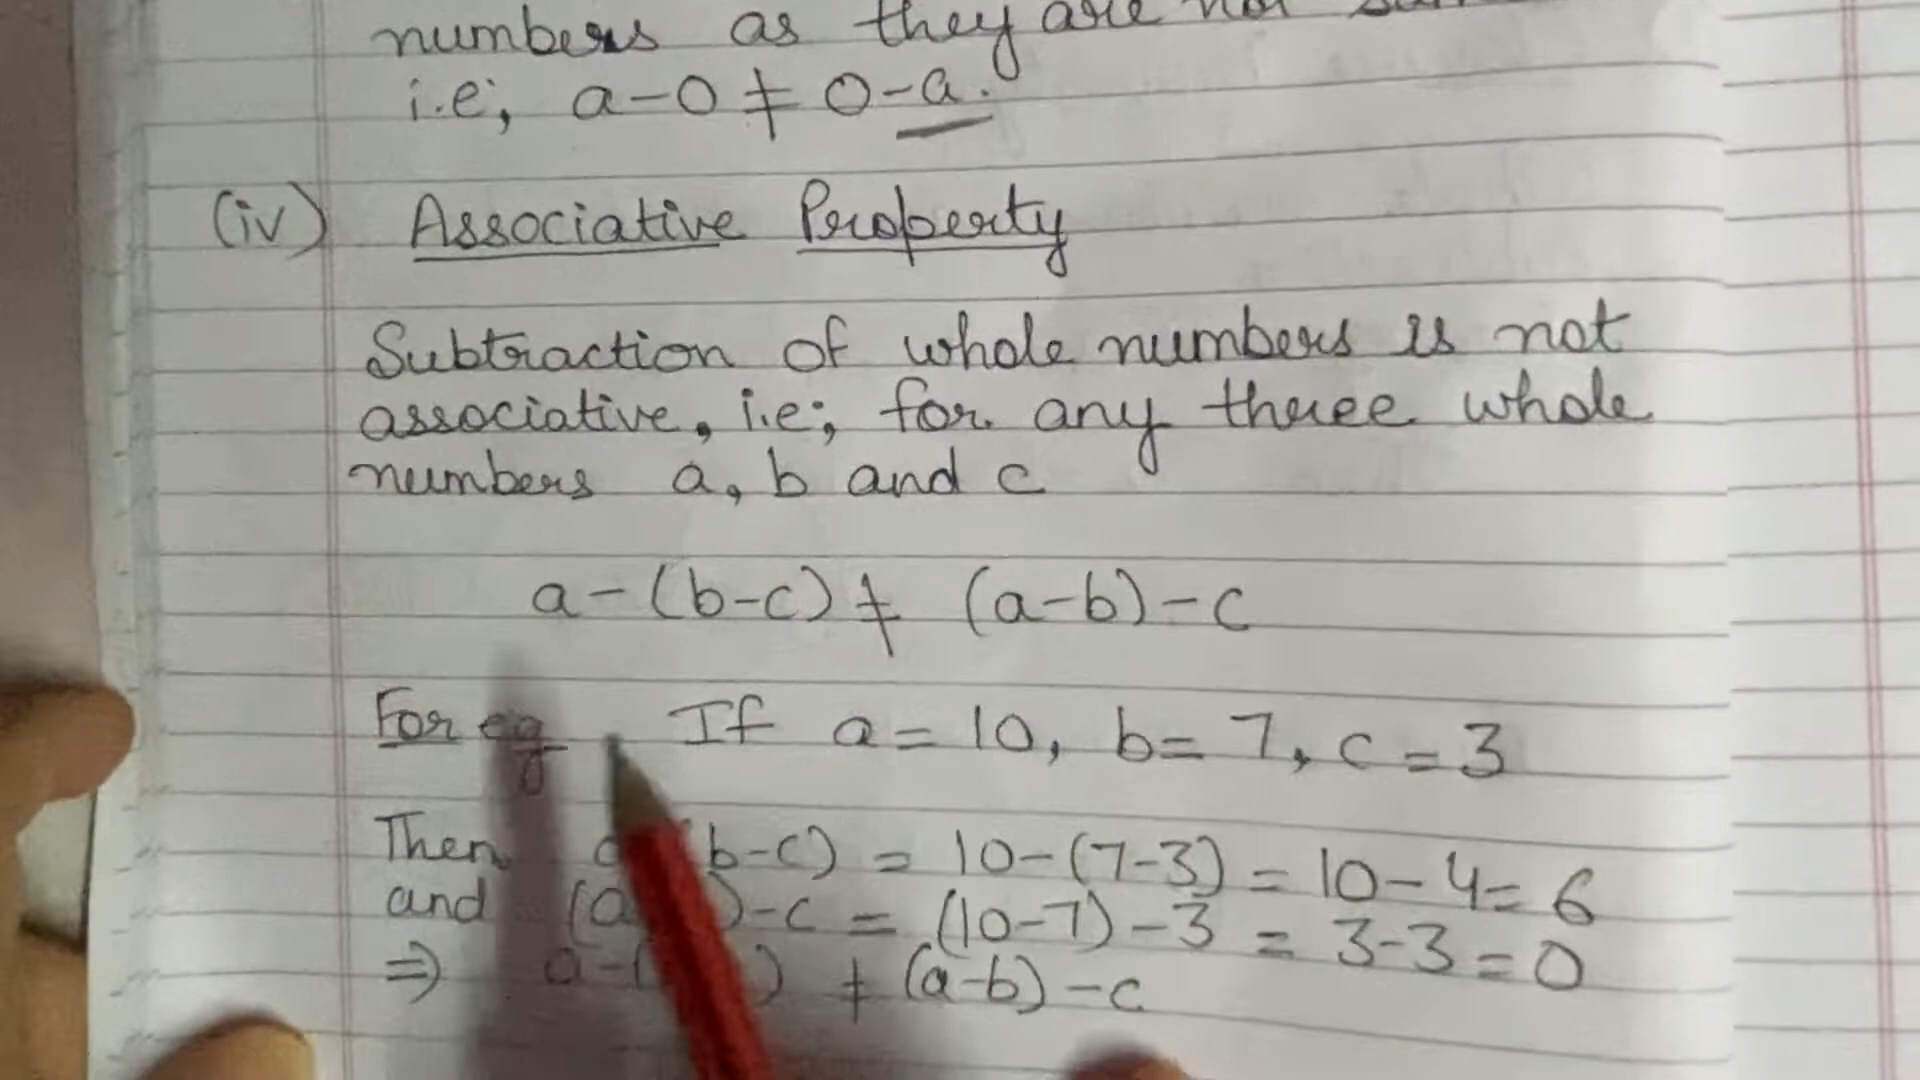 numbers as they are not
i.e; a-0 ≠ 0-a.
(iv) Associative Property
Subtraction of whole numbers is not
associative, i.e; for any three whole
numbers a, b and c
a-(b-c) ≠ (a-b)-c
For eg If a=10, b=7, c=3
Then b-c) = 10-(7-3) = 10-4=6
and (a )-c = (10-7)-3 = 3-3=0
⇒ a-( ) ≠ (a-b)-c